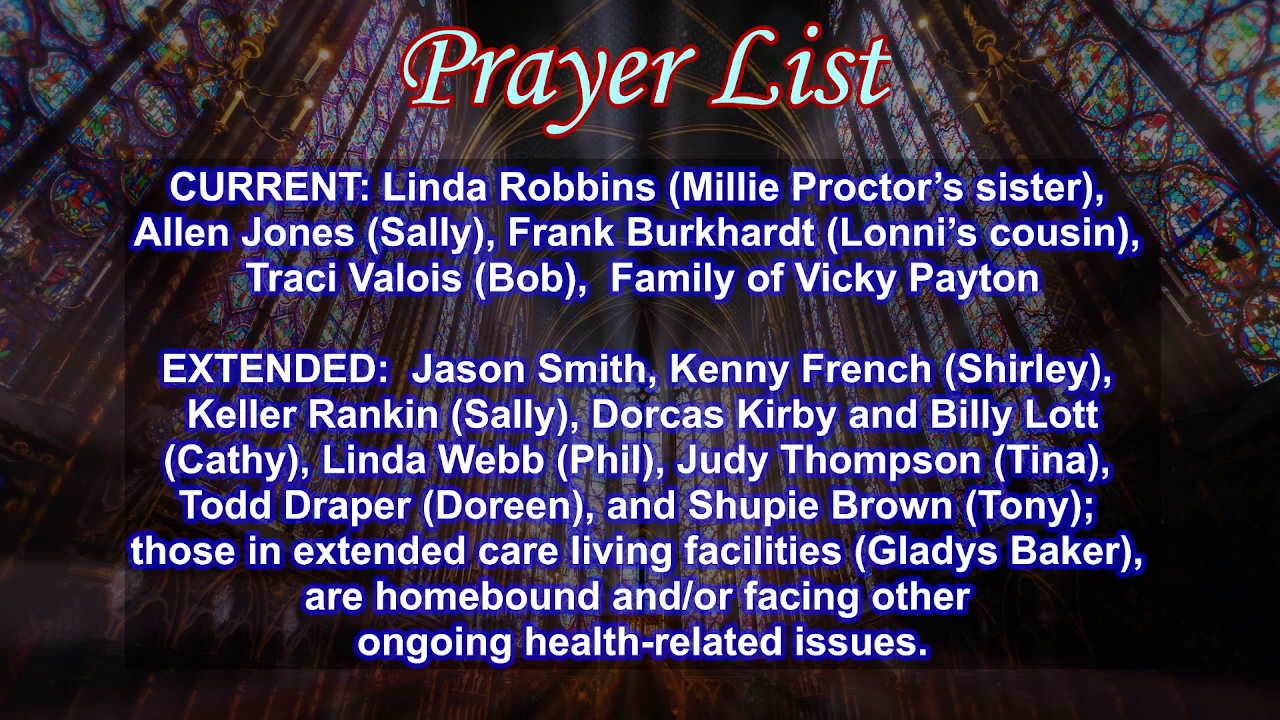 Prayer List
CURRENT: Linda Robbins (Millie Proctor’s sister),
Allen Jones (Sally), Frank Burkhardt (Lonni’s cousin),
Traci Valois (Bob),  Family of Vicky Payton
EXTENDED:  Jason Smith, Kenny French (Shirley),
Keller Rankin (Sally), Dorcas Kirby and Billy Lott
(Cathy), Linda Webb (Phil), Judy Thompson (Tina),
Todd Draper (Doreen), and Shupie Brown (Tony);
those in extended care living facilities (Gladys Baker),
are homebound and/or facing other
ongoing health-related issues.